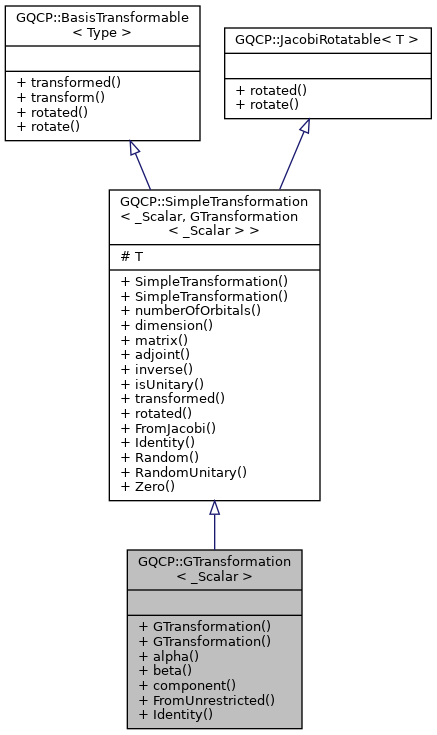 GQCP::BasisTransformable
< Type >
+ transformed()
+ transform()
+ rotated()
+ rotate()
GQCP::JacobiRotatable< T >
+ rotated()
+ rotate()
GQCP::SimpleTransformation
< _Scalar, GTransformation
< _Scalar > >
# T
+ SimpleTransformation()
+ SimpleTransformation()
+ numberOfOrbitals()
+ dimension()
+ matrix()
+ adjoint()
+ inverse()
+ isUnitary()
+ transformed()
+ rotated()
+ FromJacobi()
+ Identity()
+ Random()
+ RandomUnitary()
+ Zero()
GQCP::GTransformation
< _Scalar >
+ GTransformation()
+ GTransformation()
+ alpha()
+ beta()
+ component()
+ FromUnrestricted()
+ Identity()